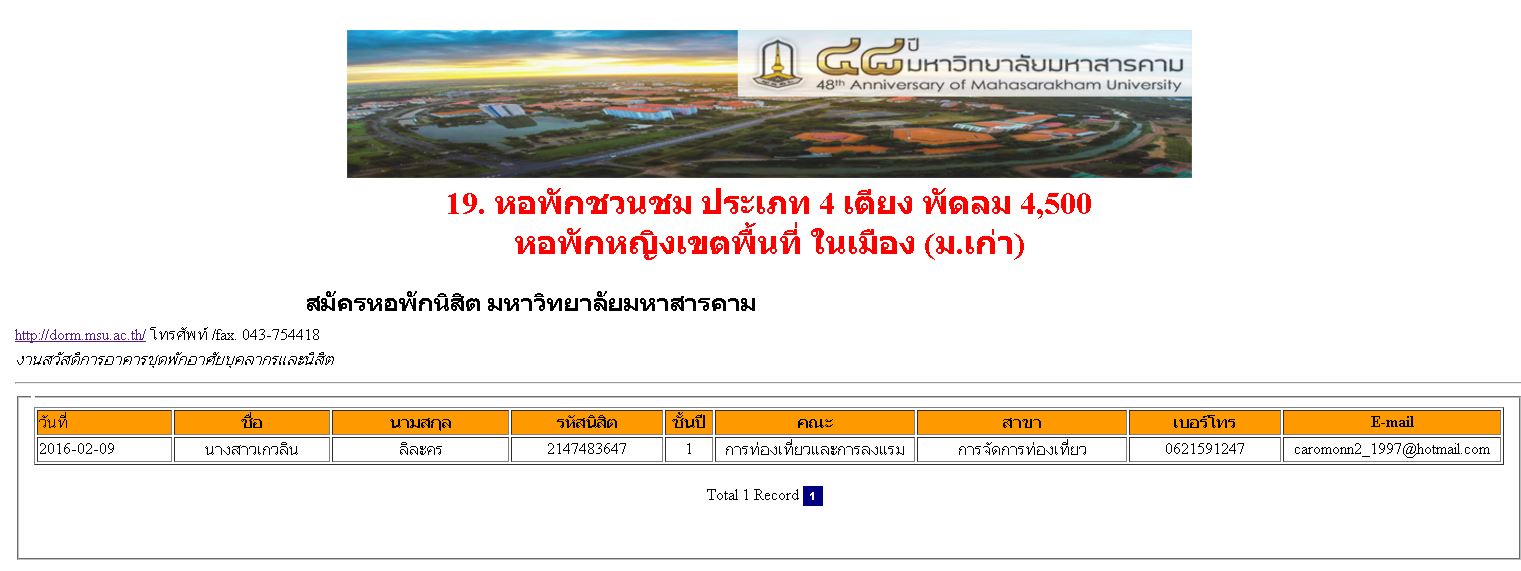 ๔๘ ปี มหาวิทยาลัยมหาสารคาม
48th Anniversary of Mahasarakham University
19. หอพักชวนชม ประเภท 4 เตียง พัดลม 4,500
หอพักหญิงเขตพื้นที่ ในเมือง (ม.เก่า)
สมัครหอพักนิสิต มหาวิทยาลัยมหาสารคาม
http://dorm.msu.ac.th/ โทรศัพท์ /fax. 043-754418
งานสวัสดิการอาคารชุดพักอาศัยบุคลากรและนิสิต
วันที่ ชื่อ นามสกุล รหัสนิสิต ชั้นปี คณะ สาขา เบอร์โทร E-mail
2016-02-09 นางสาวเกวลิน ลิละคร 2147483647 1 การท่องเที่ยวและการลงแรม การจัดการท่องเที่ยว 0621591247 caromonn2_1997@hotmail.com
Total 1 Record 1